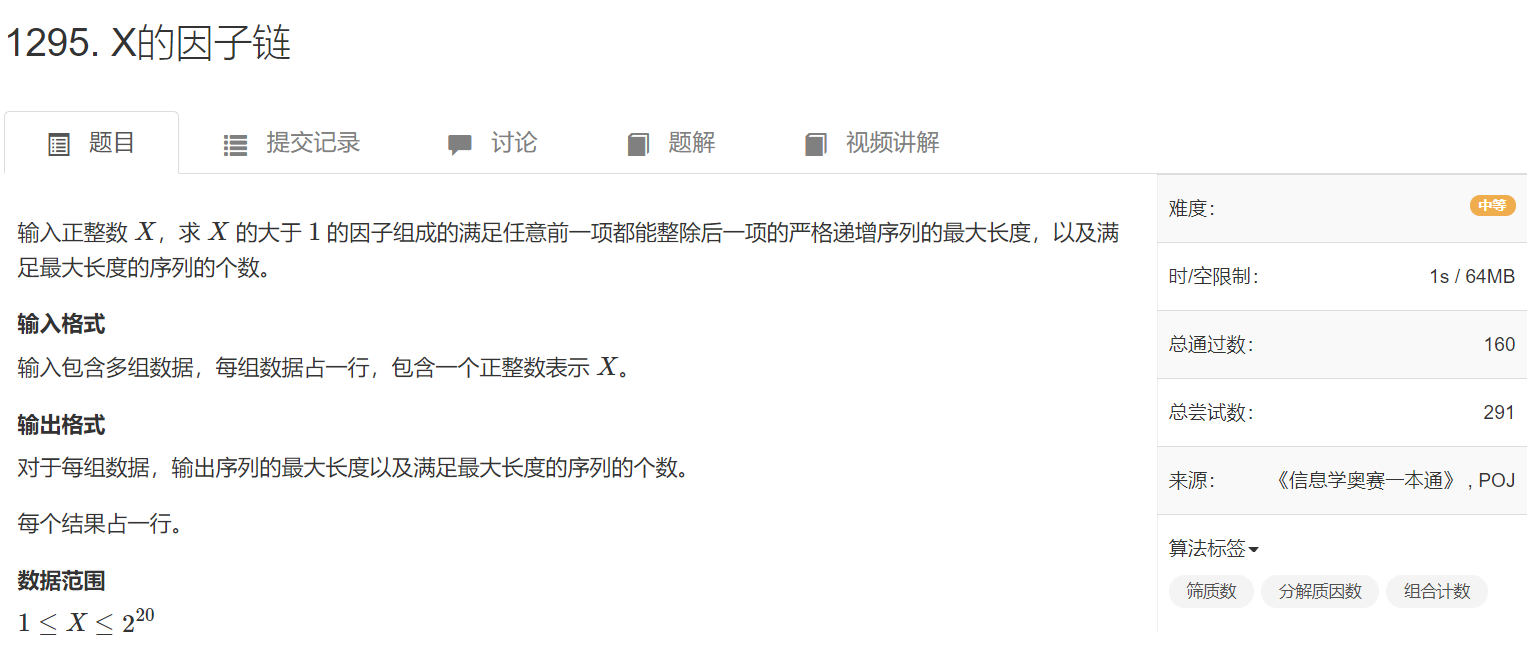 1295. X的因子链
题目 提交记录 讨论 题解 视频讲解
输入正整数 X，求 X 的大于 1 的因子组成的满足任意前一项都能整除后一项的严格递增序列的最大长度，以及满
足最大长度的序列的个数。
输入格式
输入包含多组数据，每组数据占一行，包含一个正整数表示 X。
输出格式
对于每组数据，输出序列的最大长度以及满足最大长度的序列的个数。
每个结果占一行。
数据范围
1 ≤ X ≤ 2^20
难度： 中等
时/空限制： 1s / 64MB
总通过数： 160
总尝试数： 291
来源： 《信息学奥赛一本通》 , POJ
算法标签
筛质数 分解质因数 组合计数